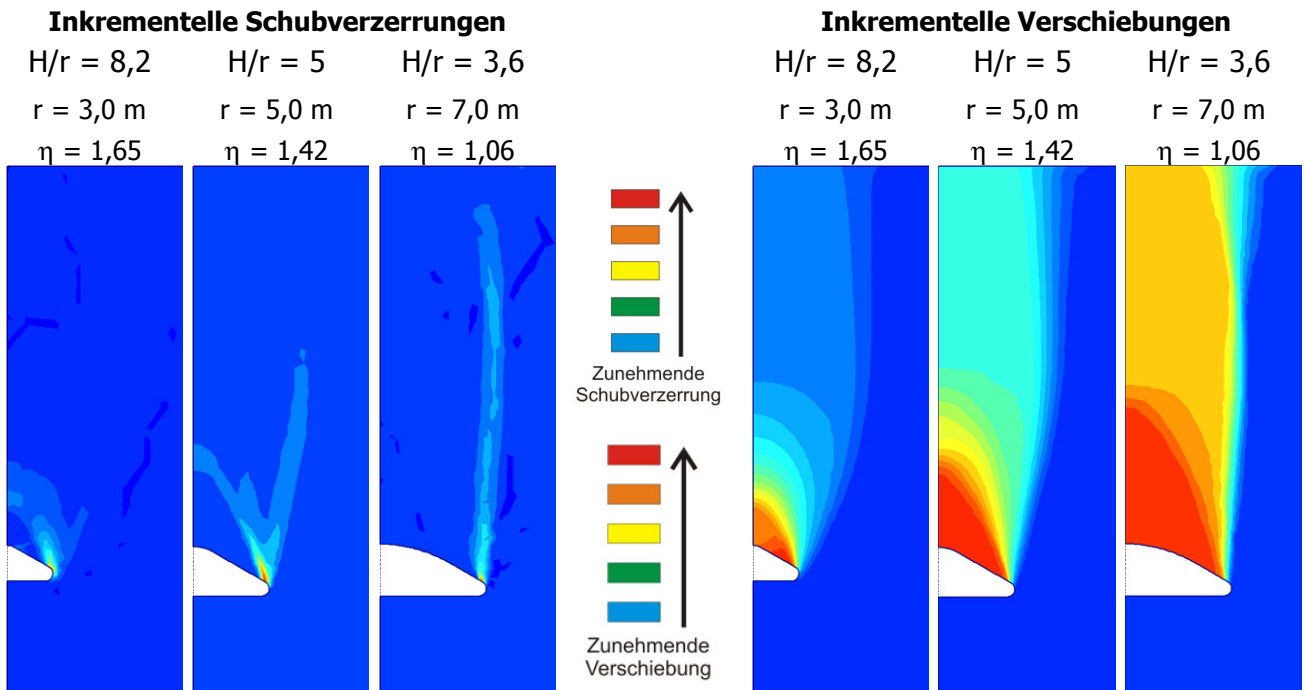 Inkrementelle Schubverzerrungen
H/r = 8,2 H/r = 5 H/r = 3,6
r = 3,0 m r = 5,0 m r = 7,0 m
η = 1,65 η = 1,42 η = 1,06
Zunehmende
Schubverzerrung
Zunehmende
Verschiebung
Inkrementelle Verschiebungen
H/r = 8,2 H/r = 5 H/r = 3,6
r = 3,0 m r = 5,0 m r = 7,0 m
η = 1,65 η = 1,42 η = 1,06